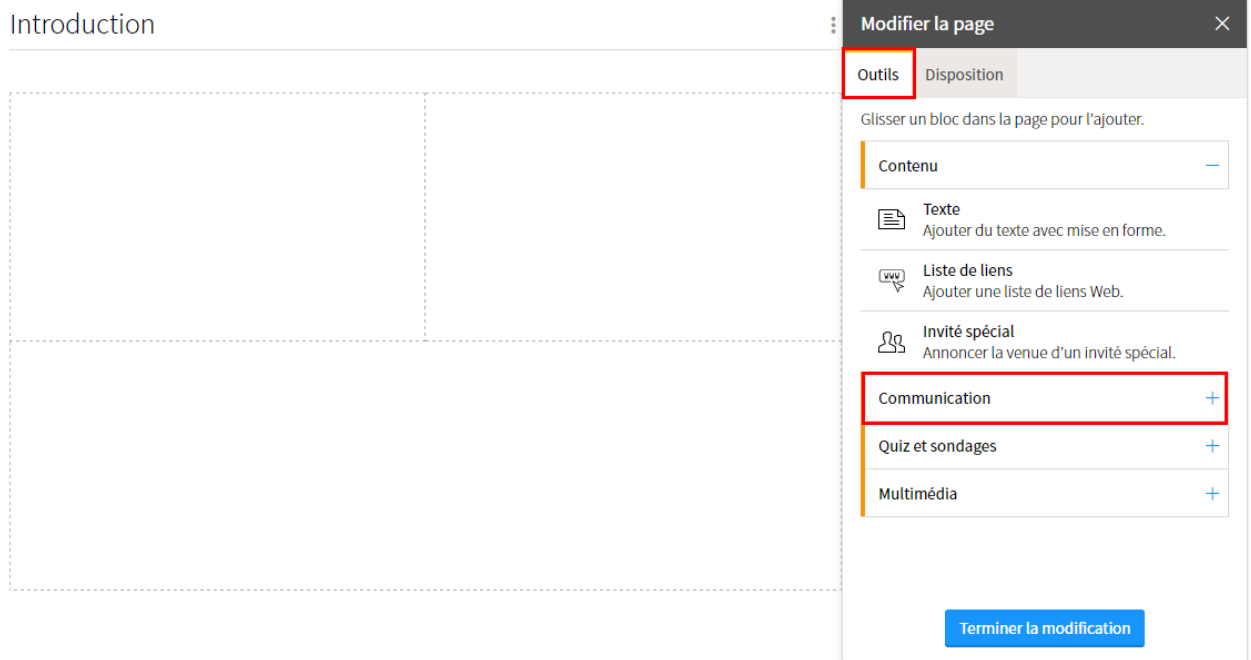 Introduction
Modifier la page
Outils
Disposition
Glisser un bloc dans la page pour l'ajouter.
Contenu
Texte
Ajouter du texte avec mise en forme.
WWW
Liste de liens
Ajouter une liste de liens Web.
Invité spécial
Annoncer la venue d'un invité spécial.
Communication
Quiz et sondages
Multimédia
Terminer la modification